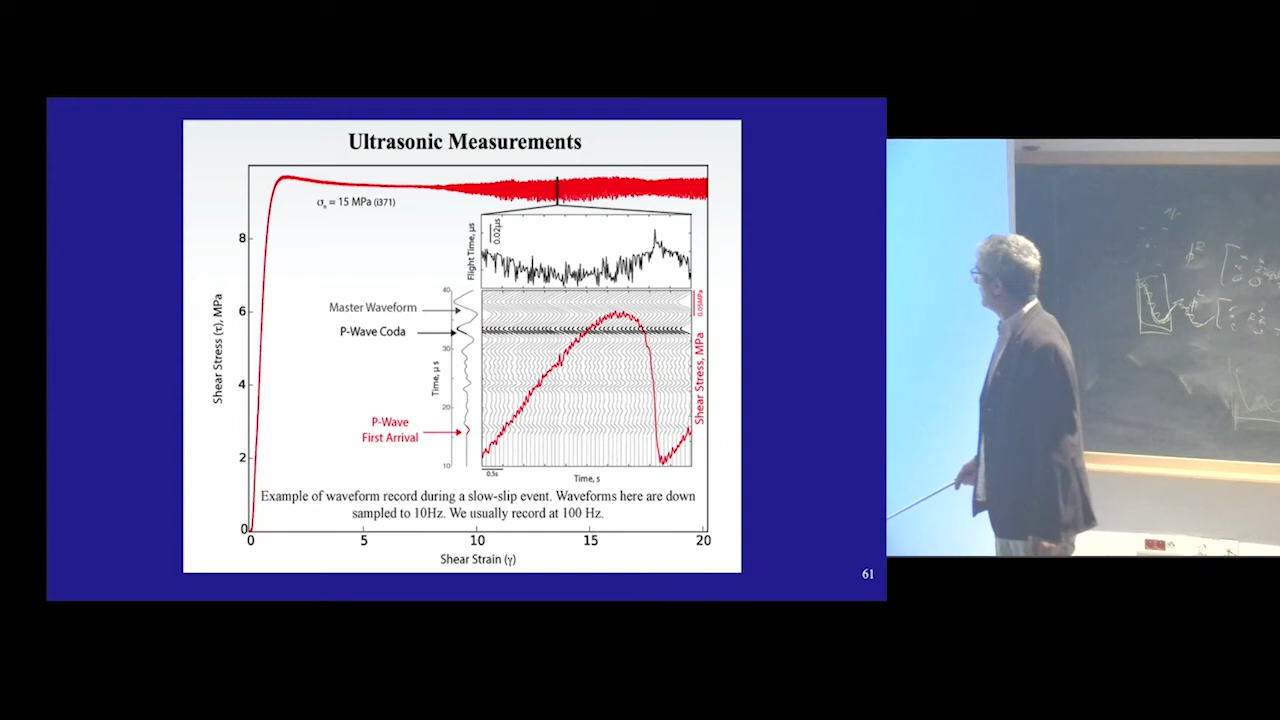 Ultrasonic Measurements
σn = 15 MPa (i371)
8
6
4
2
0
Shear Stress (τ), MPa
0
5
10
15
20
Shear Strain (γ)
Flight Time, μs
0.02μs
Master Waveform
P-Wave Coda
P-Wave
First Arrival
40
30
20
10
Time, μs
0.05MPa
Shear Stress, MPa
0.5s
Time, s
Example of waveform record during a slow-slip event. Waveforms here are down
sampled to 10Hz. We usually record at 100 Hz.
61